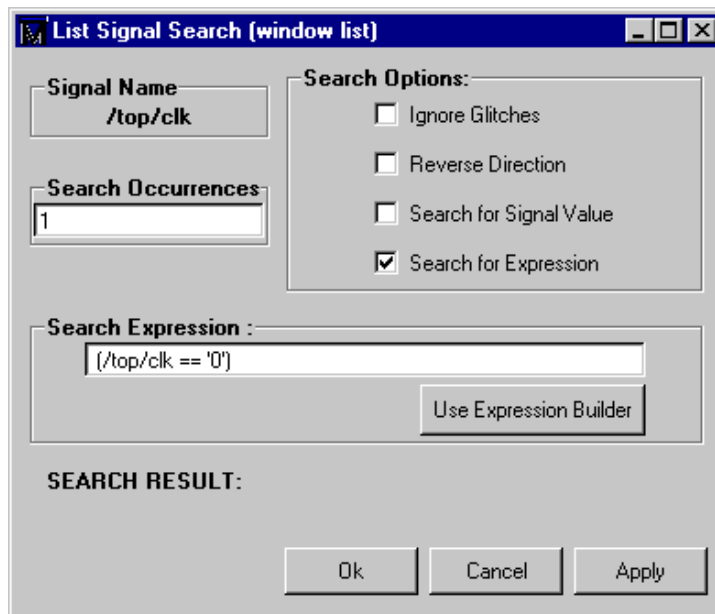 List Signal Search (window list)
Signal Name
/top/clk
Search Options:
Ignore Glitches
Reverse Direction
Search for Signal Value
Search for Expression
Search Occurrences
1
Search Expression :
(/top/clk == '0')
Use Expression Builder
SEARCH RESULT:
Ok Cancel Apply